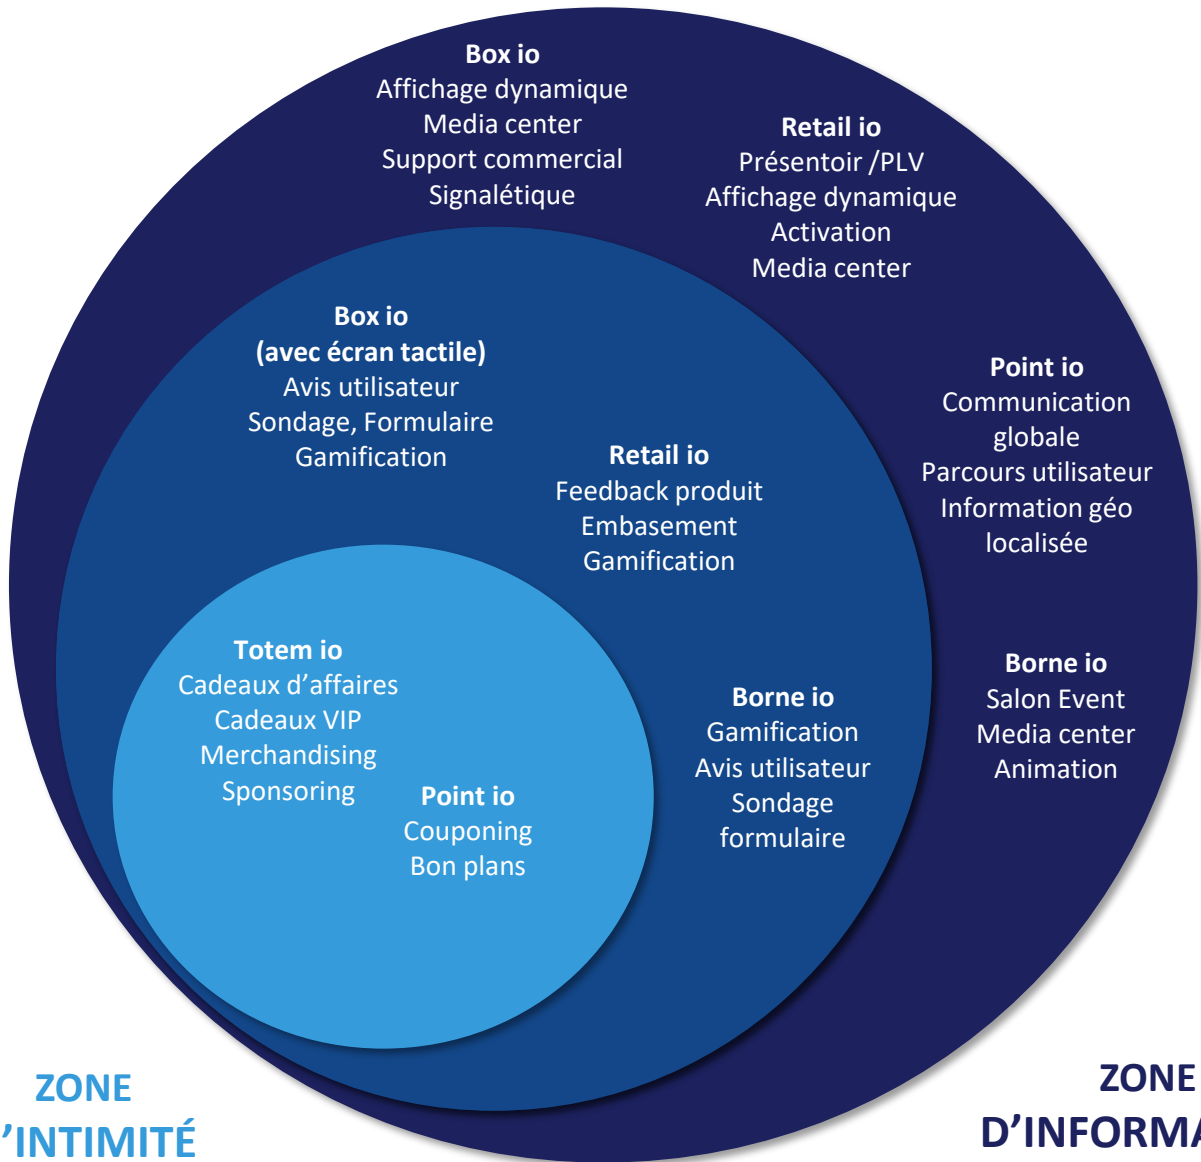 Box io
Affichage dynamique
Media center
Support commercial
Signalétique
Retail io
Présentoir /PLV
Affichage dynamique
Activation
Media center
Box io
(avec écran tactile)
Avis utilisateur
Sondage, Formulaire
Gamification
Point io
Communication
globale
Parcours utilisateur
Information géo
localisée
Retail io
Feedback produit
Embasement
Gamification
Totem io
Cadeaux d’affaires
Cadeaux VIP
Merchandising
Sponsoring
Point io
Couponing
Bon plans
Borne io
Gamification
Avis utilisateur
Sondage
formulaire
Borne io
Salon Event
Media center
Animation
ZONE
’INTIMITÉ
ZONE
D’INFORMA